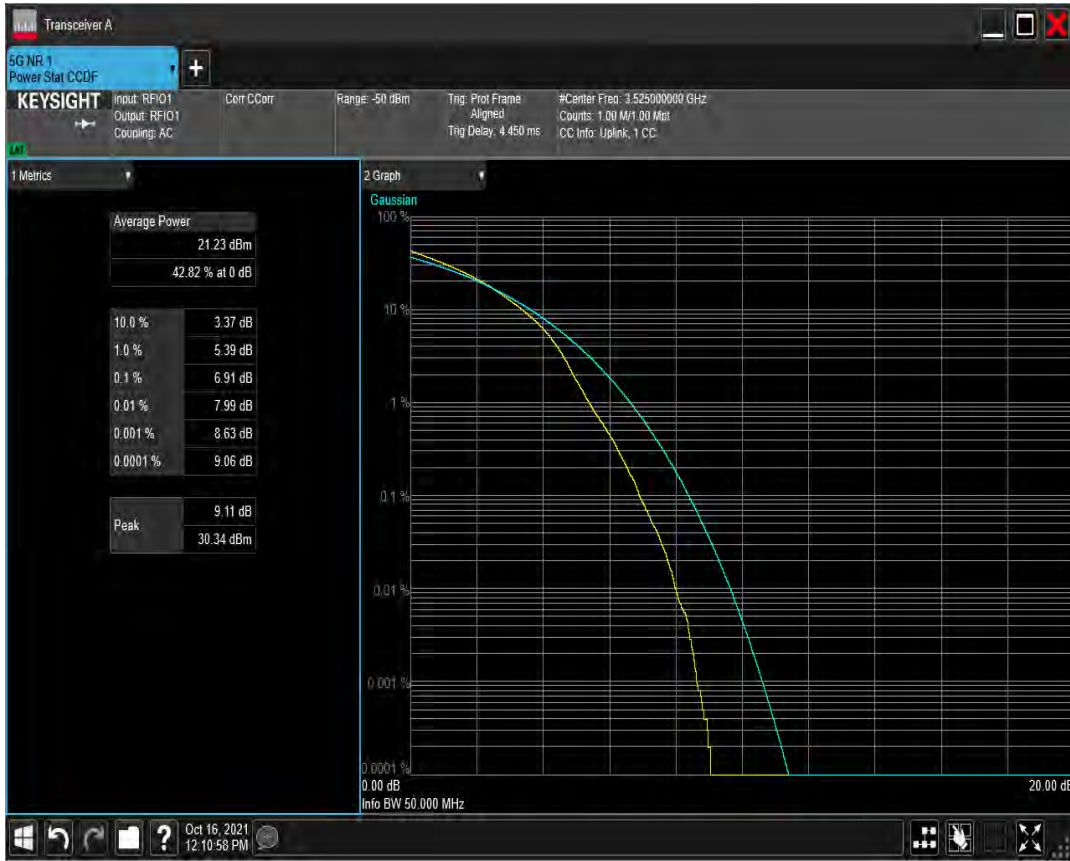 Transceiver A
5G NR 1
Power Stat CCDF
+
KEYSIGHT
Input: RFIO1
Output: RFIO1
Coupling: AC
Corr CCorr
Range: -50 dBm
Trig: Prot Frame
Aligned
Trig Delay: 4.450 ms
#Center Freq: 3.525000000 GHz
Counts: 1.00 M/1.00 Mpt
CC Info: Uplink, 1 CC
1 Metrics
Average Power
21.23 dBm
42.82 % at 0 dB
10.0 % 3.37 dB
1.0 % 5.39 dB
0.1 % 6.91 dB
0.01 % 7.99 dB
0.001 % 8.63 dB
0.0001 % 9.06 dB
Peak
9.11 dB
30.34 dBm
2 Graph
Gaussian
100 %
10 %
1 %
0.1 %
0.01 %
0.001 %
0.0001 %
0.00 dB 20.00 dB
Info BW 50.000 MHz
?
Oct 16, 2021
12:10:58 PM